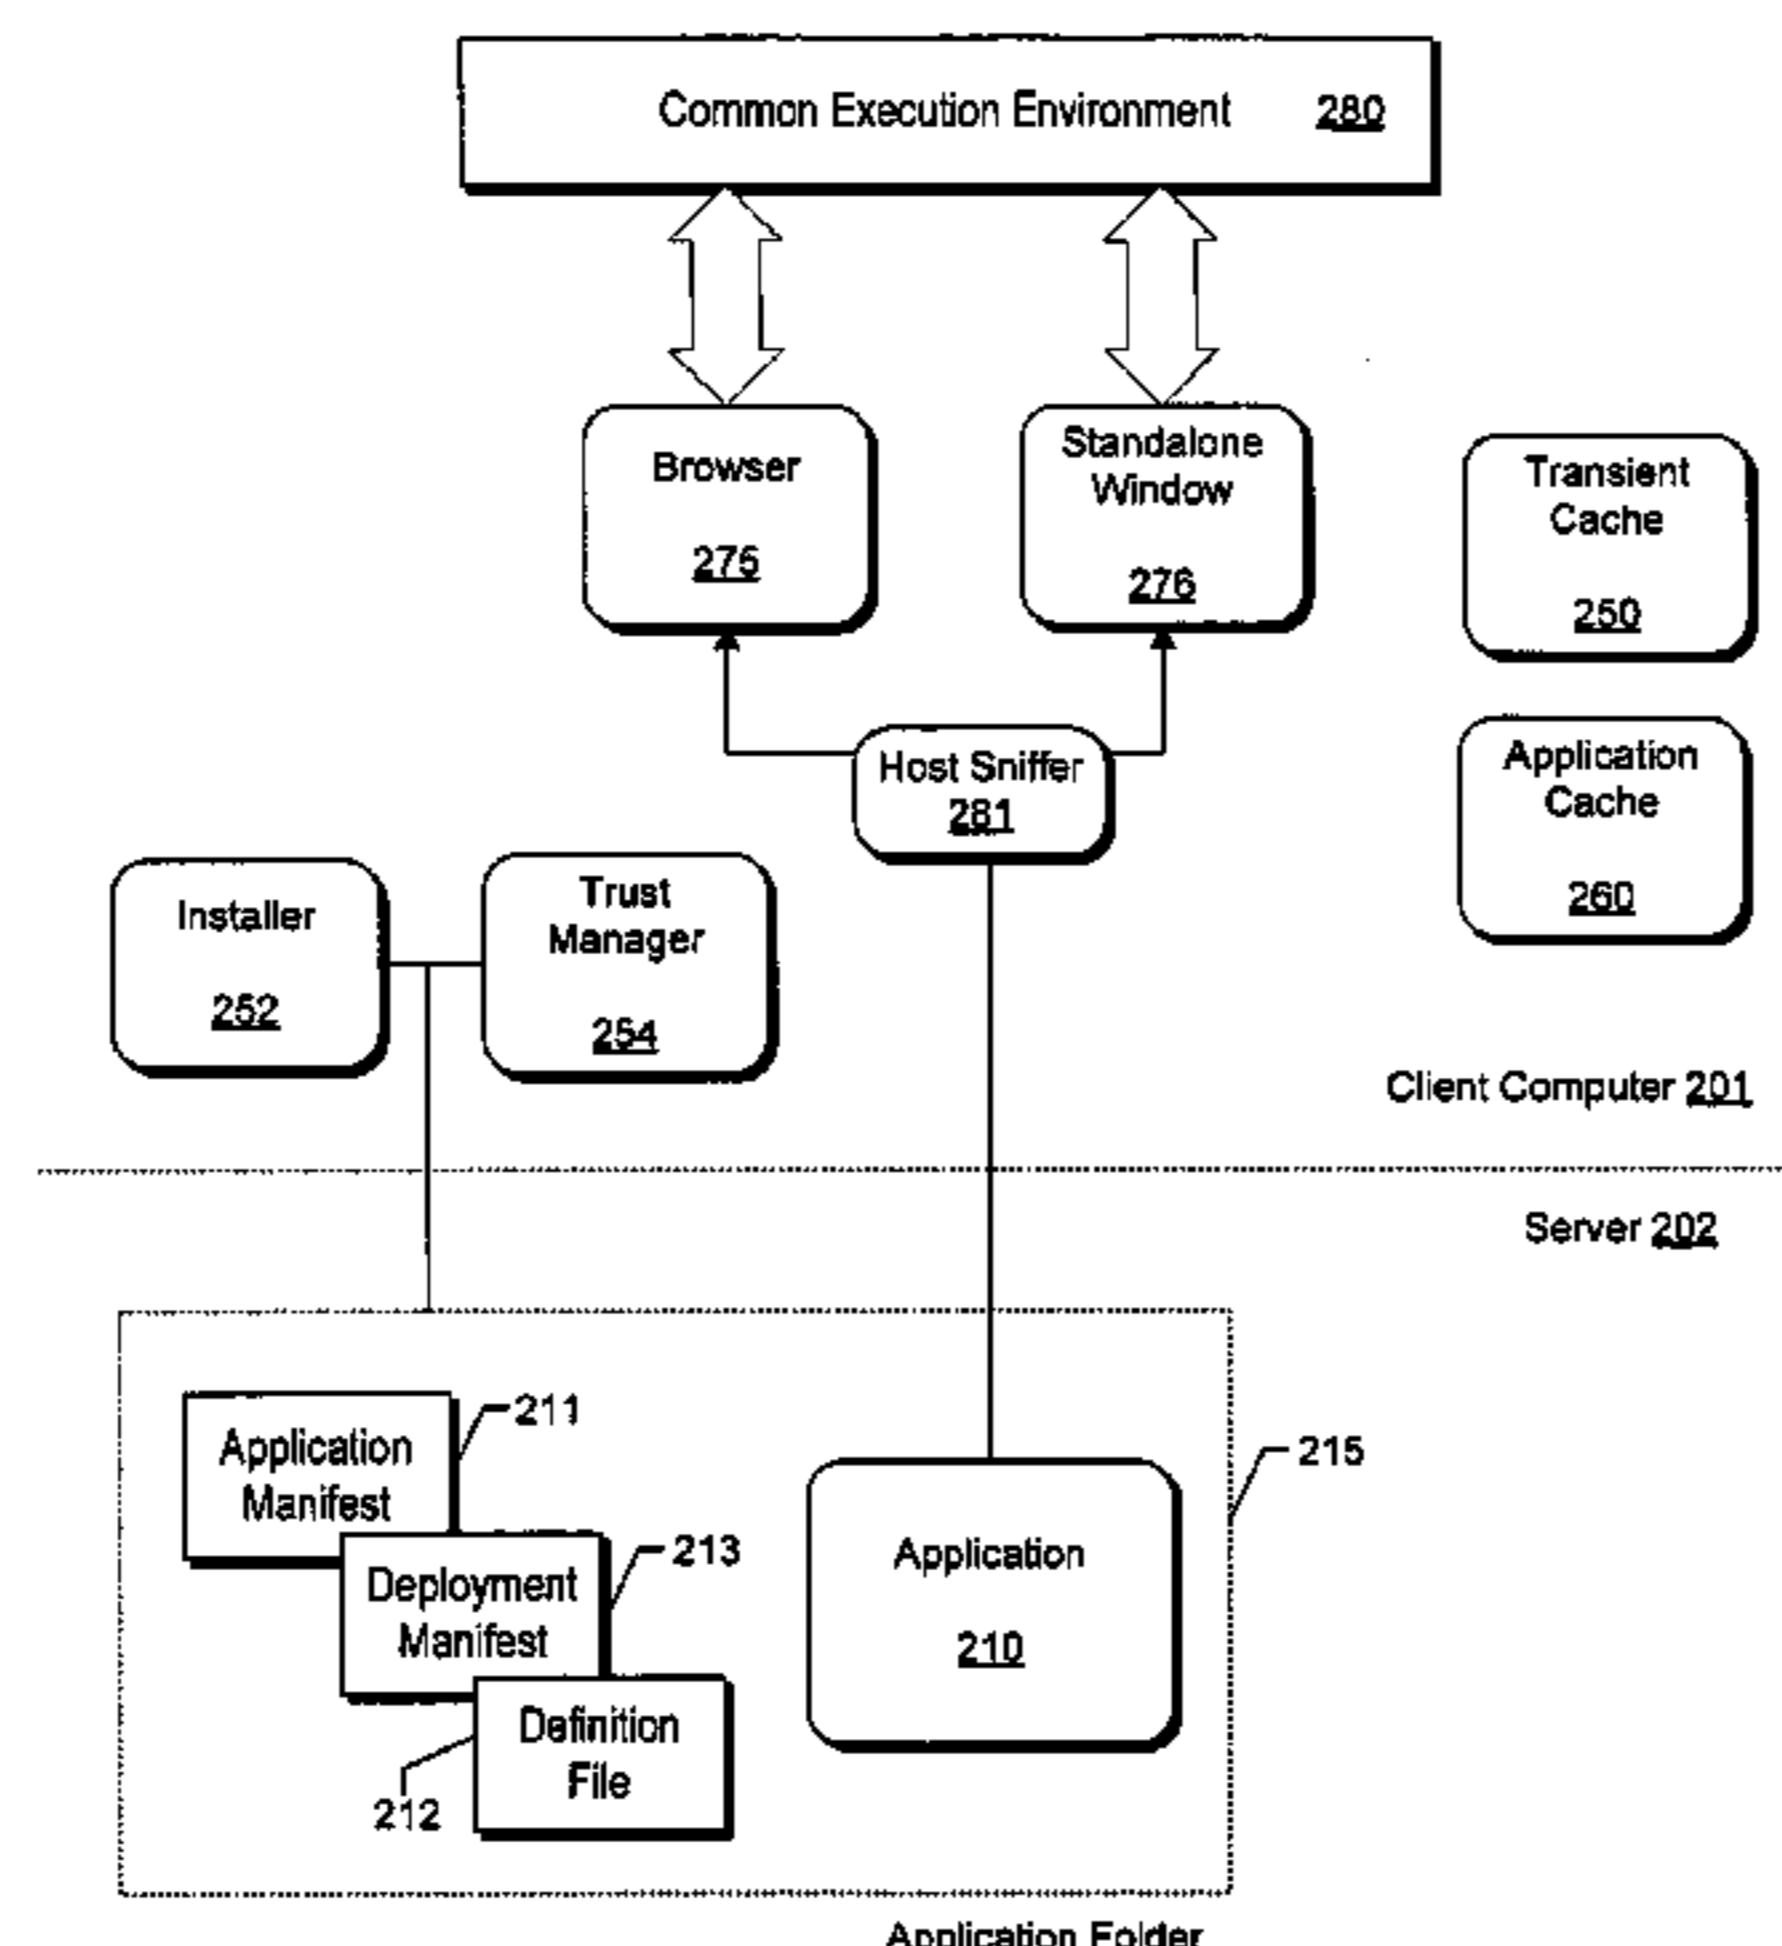 Common Execution Environment 280
Browser
275
Standalone
Window
276
Transient
Cache
250
Host Sniffer
281
Application
Cache
260
Installer
252
Trust
Manager
254
Client Computer 201
Server 202
Application
Manifest
211
Deployment
Manifest
213
Definition
File
212
Application
210
215
Application Folder